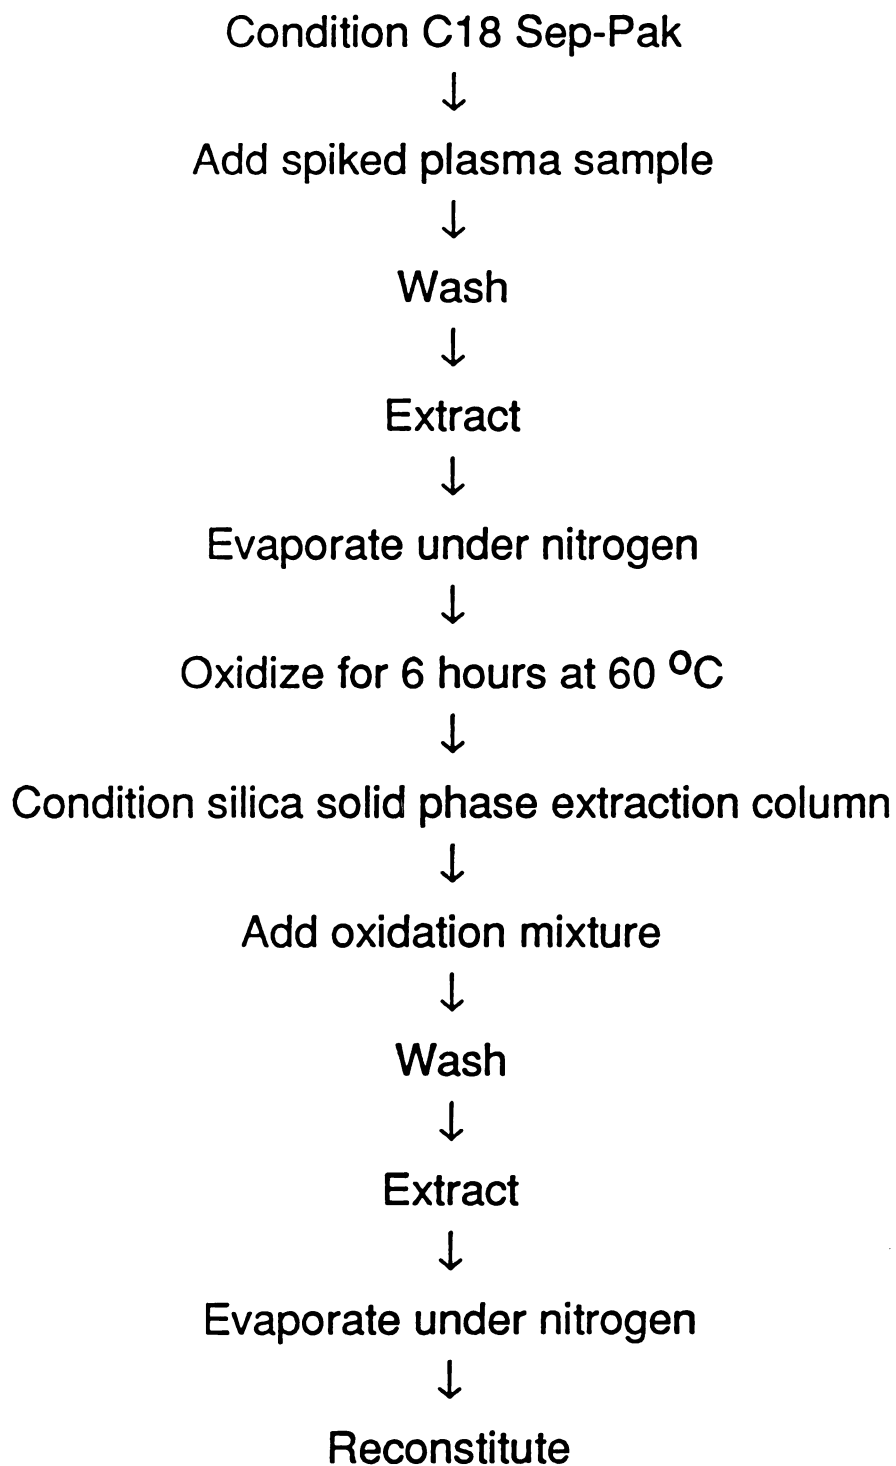 Condition C18 Sep-Pak
↓
Add spiked plasma sample
↓
Wash
↓
Extract
↓
Evaporate under nitrogen
↓
Oxidize for 6 hours at 60 ºC
↓
Condition silica solid phase extraction column
↓
Add oxidation mixture
↓
Wash
↓
Extract
↓
Evaporate under nitrogen
↓
Reconstitute